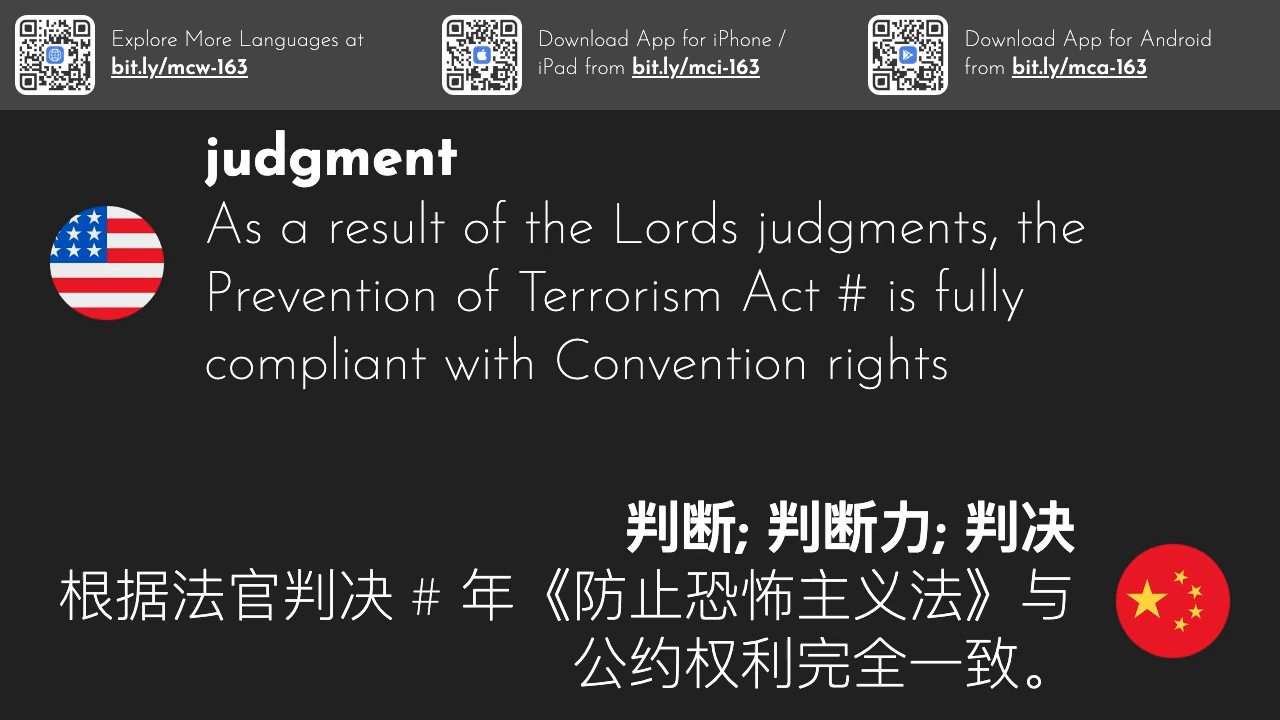 Explore More Languages at
bit.ly/mcw-163
Download App for iPhone /
iPad from bit.ly/mci-163
Download App for Android
from bit.ly/mca-163
judgment
As a result of the Lords judgments, the
Prevention of Terrorism Act # is fully
compliant with Convention rights
判断; 判断力; 判决
根据法官判决 # 年《防止恐怖主义法》与
公约权利完全一致。